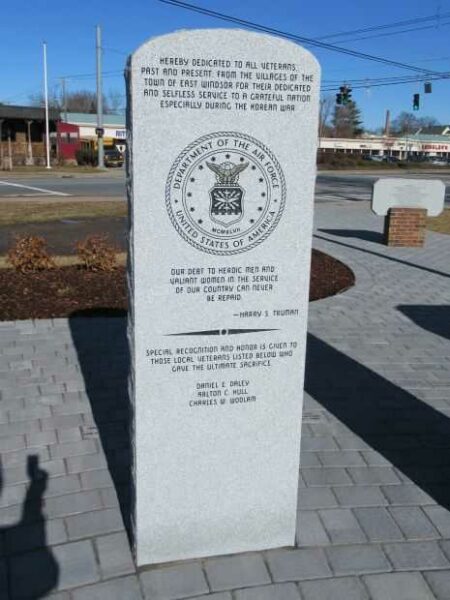 HEREBY DEDICATED TO ALL VETERANS,
PAST AND PRESENT, FROM THE VILLAGES OF THE
TOWN OF EAST WINDSOR FOR THEIR DEDICATED
AND SELFLESS SERVICE TO A GRATEFUL NATION
ESPECIALLY DURING THE KOREAN WAR
DEPARTMENT OF THE AIR FORCE
MCMXLVII
UNITED STATES OF AMERICA
OUR DEBT TO HEROIC MEN AND
VALIANT WOMEN IN THE SERVICE
OF OUR COUNTRY CAN NEVER
BE REPAID.
—HARRY S. TRUMAN
SPECIAL RECOGNITION AND HONOR IS GIVEN TO
THOSE LOCAL VETERANS LISTED BELOW WHO
GAVE THE ULTIMATE SACRIFICE.
DANIEL E. DALEY
ARLTON C. HULL
CHARLES W. WODLAM